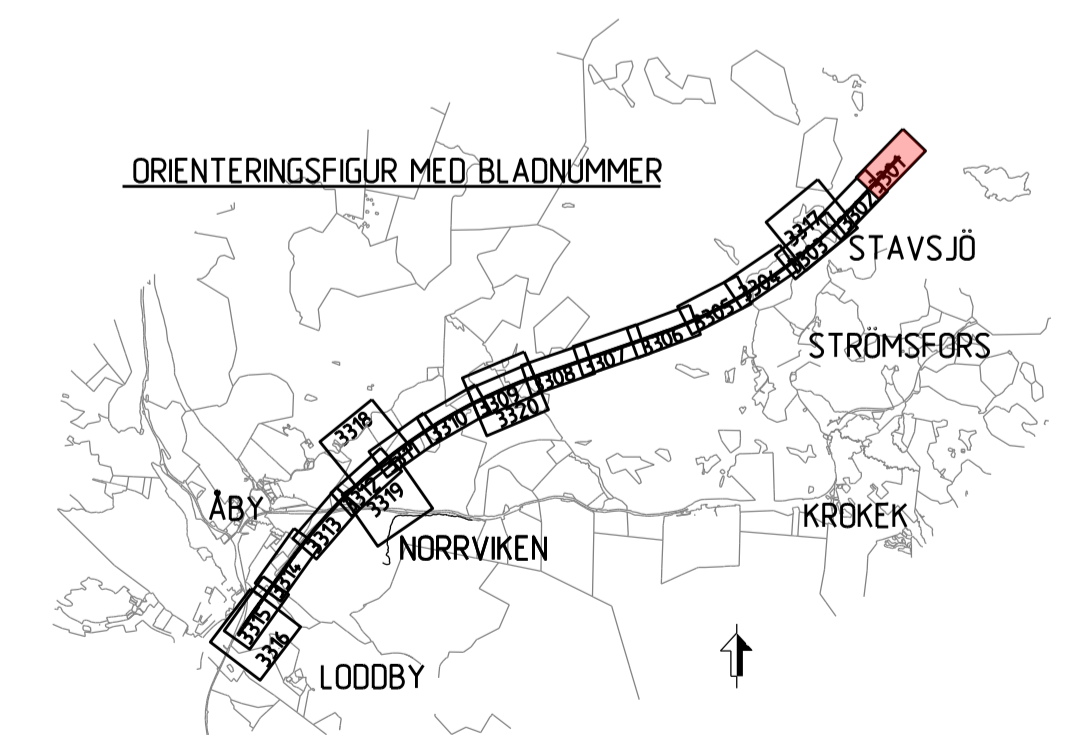 ORIENTERINGSFIGUR MED BLADNUMMER
3301
3302
3317
3303
STAVSJÖ
3304
3305
STRÖMSFORS
3306
3307
3308
3309
3320
3310
3318
3311
3312
3319
ÅBY
KROKEK
3313
NORRVIKEN
3314
3315
3316
LODDBY